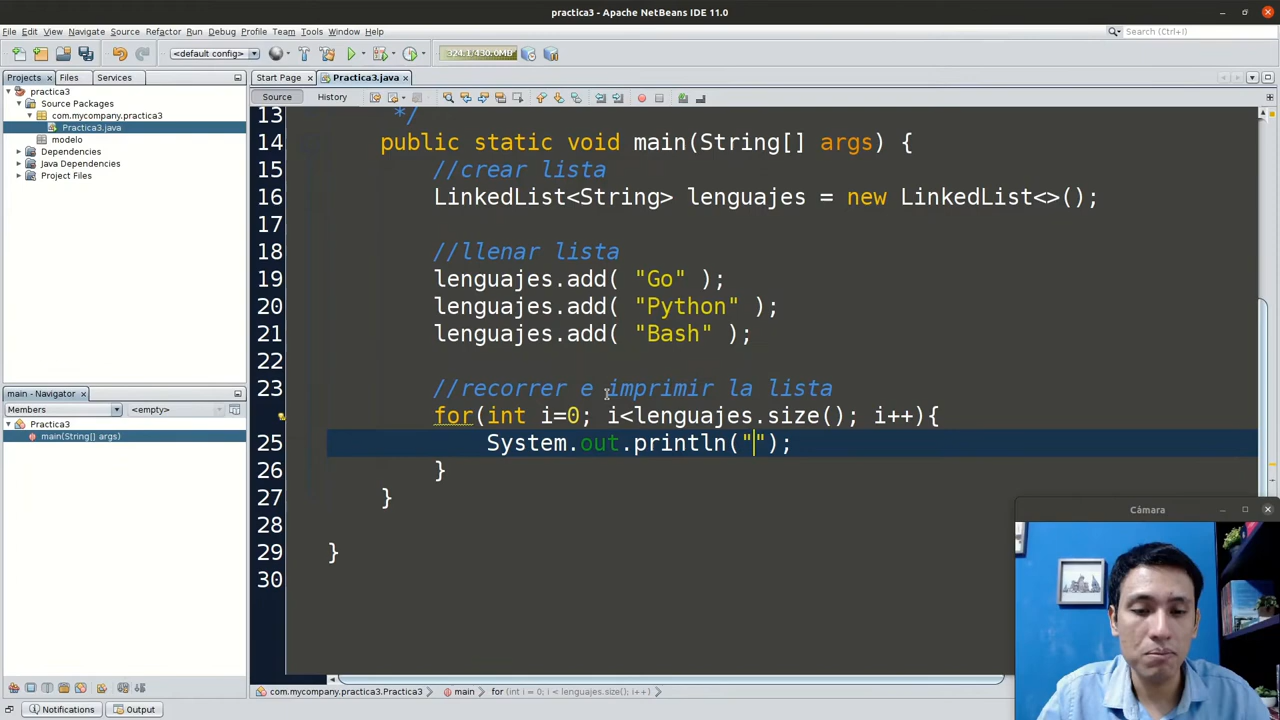 practica3 - Apache NetBeans IDE 11.0
File Edit View Navigate Source Refactor Run Debug Profile Team Tools Window Help
Search (Ctrl+I)
<default config>
324.1/430.0MB
Projects Files Services
Start Page Practica3.java
Source History
practica3
Source Packages
com.mycompany.practica3
Practica3.java
modelo
Dependencies
Java Dependencies
Project Files
13 */
14 public static void main(String[] args) {
15 //crear lista
16 LinkedList<String> lenguajes = new LinkedList<>();
17
18 //llenar lista
19 lenguajes.add( "Go" );
20 lenguajes.add( "Python" );
21 lenguajes.add( "Bash" );
22
23 //recorrer e imprimir la lista
for(int i=0; i<lenguajes.size(); i++){
25 System.out.println("");
26 }
27 }
28
29 }
30
main - Navigator
Members <empty>
Practica3
main(String[] args)
Cámara
com.mycompany.practica3.Practica3 main for (int i = 0; i < lenguajes.size(); i++)
Notifications Output